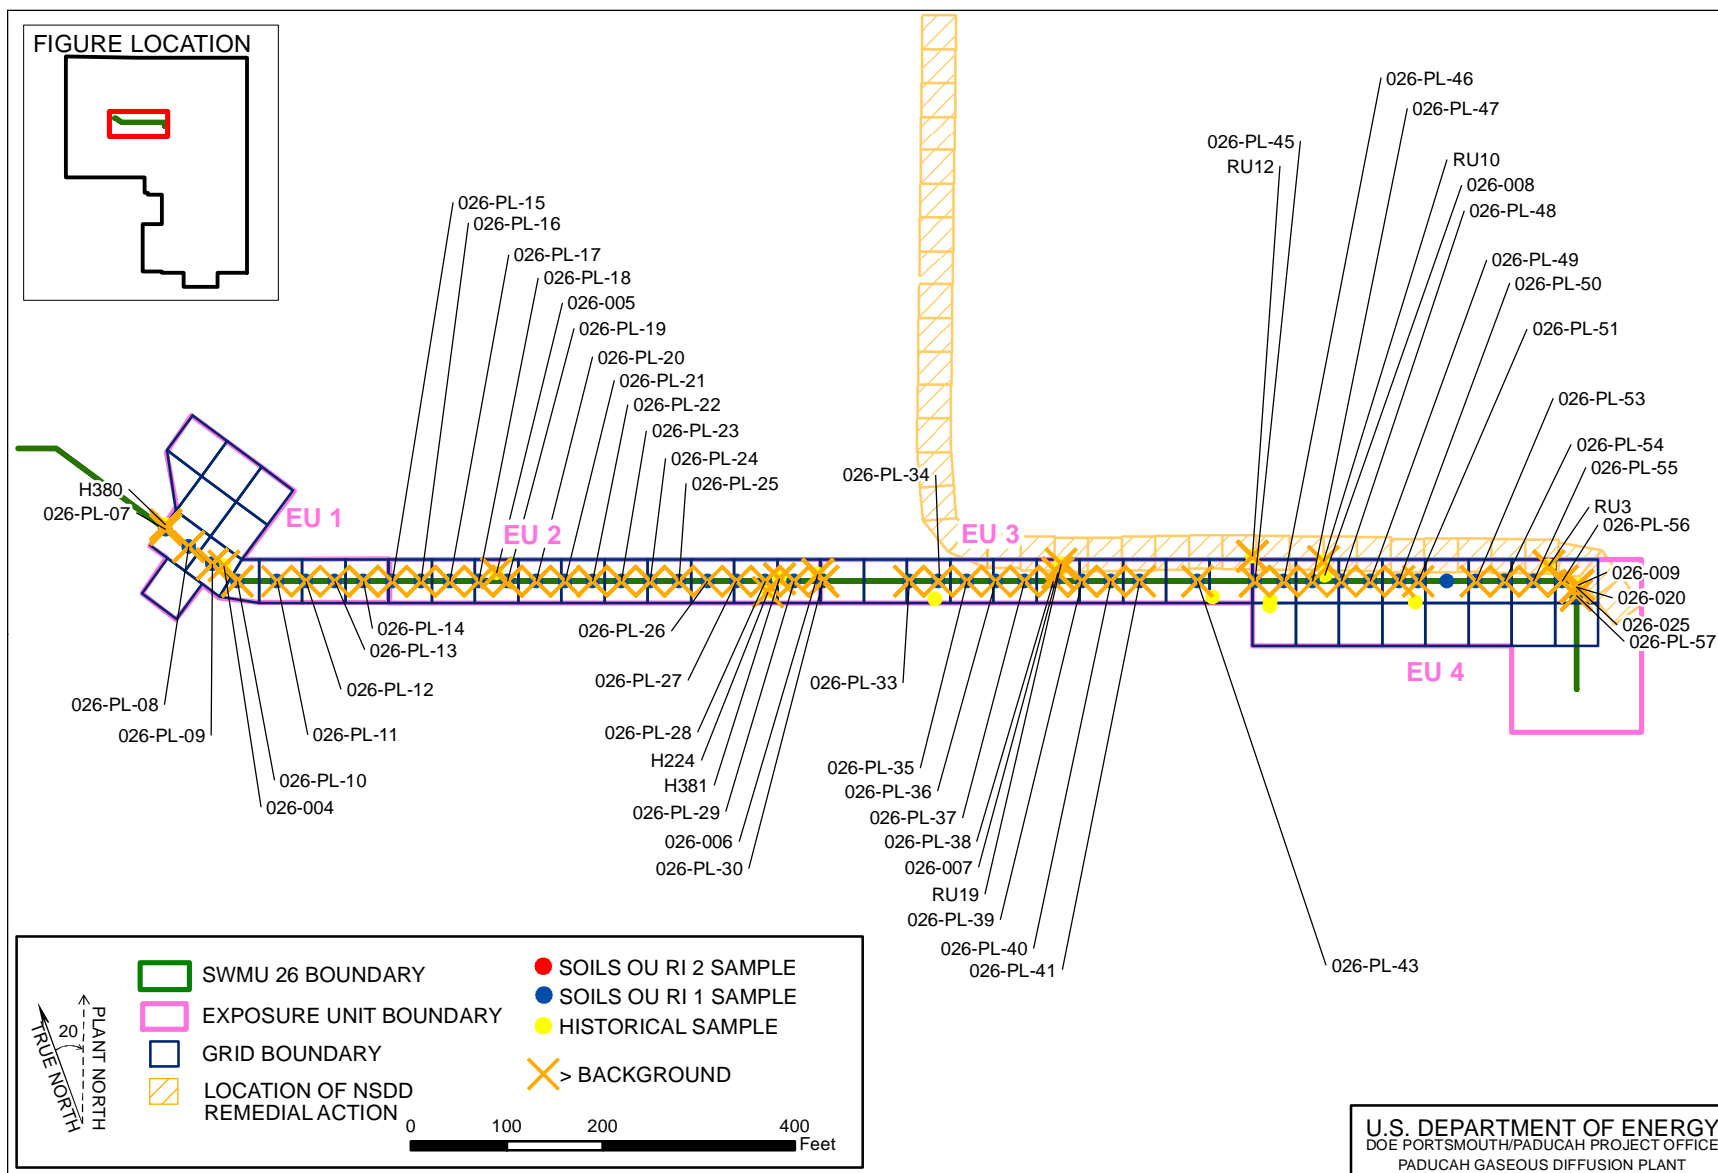 FIGURE LOCATION
026-PL-46
026-PL-47
026-PL-45
RU12
RU10
026-008
026-PL-48
026-PL-15
026-PL-16
026-PL-17
026-PL-18
026-005
026-PL-19
026-PL-20
026-PL-21
026-PL-22
026-PL-23
026-PL-24
026-PL-25
026-PL-49
026-PL-50
026-PL-51
026-PL-53
026-PL-54
026-PL-55
RU3
026-PL-56
026-PL-34
H380
026-PL-07
EU 1
EU 2
EU 3
EU 4
026-009
026-020
026-025
026-PL-57
026-PL-14
026-PL-13
026-PL-12
026-PL-11
026-PL-08
026-PL-09
026-PL-10
026-004
026-PL-26
026-PL-27
026-PL-28
H224
H381
026-PL-29
026-006
026-PL-30
026-PL-33
026-PL-35
026-PL-36
026-PL-37
026-PL-38
026-007
RU19
026-PL-39
026-PL-40
026-PL-41
026-PL-43
20
TRUE NORTH
PLANT NORTH
SWMU 26 BOUNDARY
EXPOSURE UNIT BOUNDARY
GRID BOUNDARY
LOCATION OF NSDD
REMEDIAL ACTION
SOILS OU RI 2 SAMPLE
SOILS OU RI 1 SAMPLE
HISTORICAL SAMPLE
> BACKGROUND
0 100 200 400
Feet
U.S. DEPARTMENT OF ENERGY
DOE PORTSMOUTH/PADUCAH PROJECT OFFICE
PADUCAH GASEOUS DIFFUSION PLANT